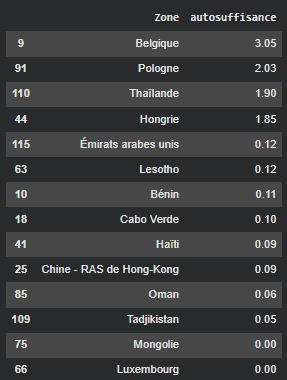 Zone autosuffisance
9 Belgique 3.05
91 Pologne 2.03
110 Thaïlande 1.90
44 Hongrie 1.85
115 Émirats arabes unis 0.12
63 Lesotho 0.12
10 Bénin 0.11
18 Cabo Verde 0.10
41 Haïti 0.09
25 Chine - RAS de Hong-Kong 0.09
85 Oman 0.06
109 Tadjikistan 0.05
75 Mongolie 0.00
66 Luxembourg 0.00